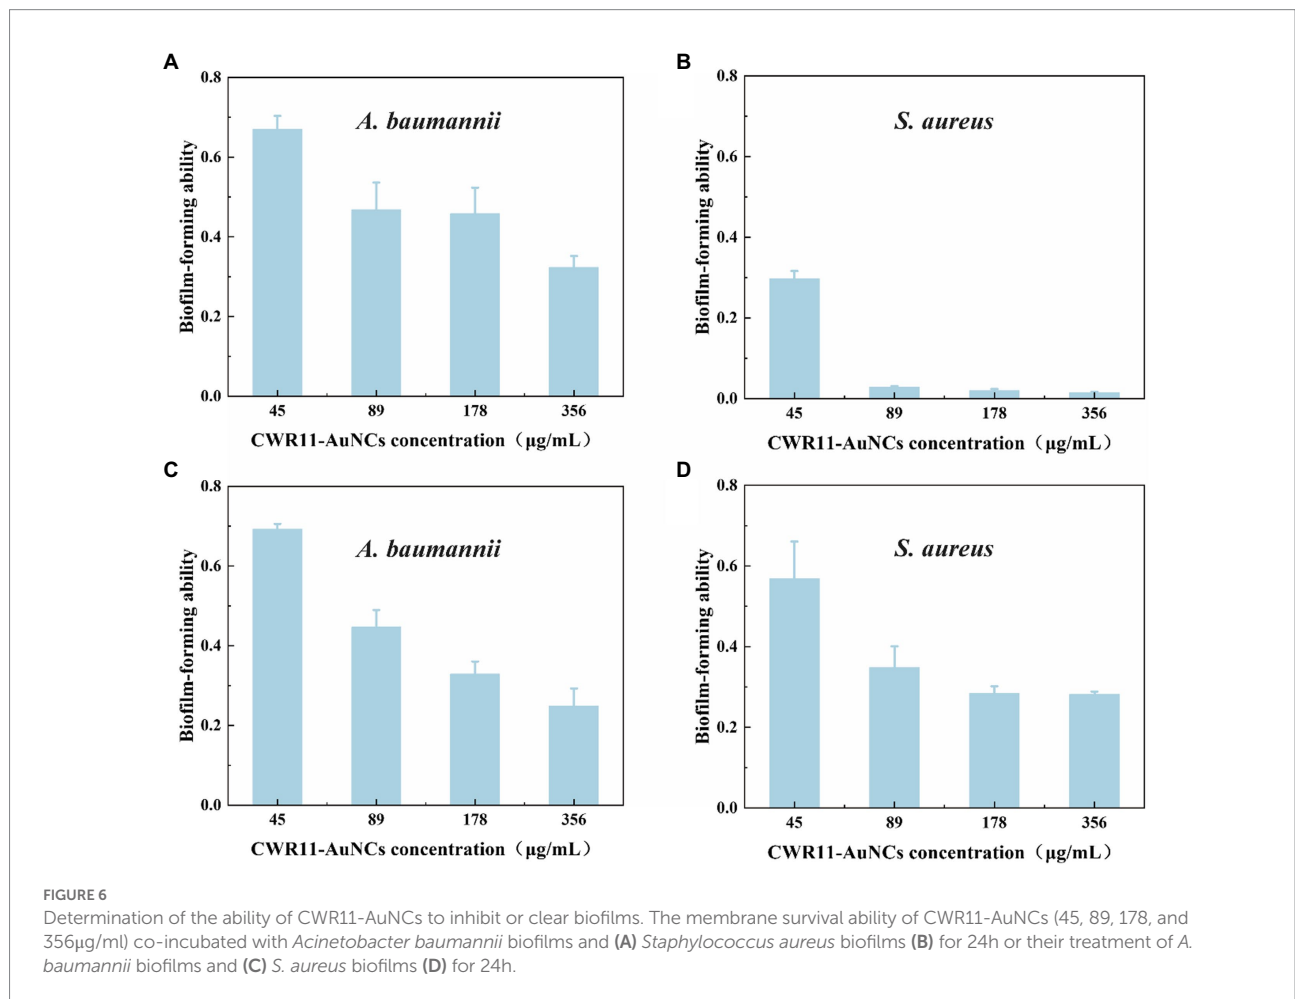 A
0.8
0.6
0.4
0.2
0.0
Biofilm-forming ability
A. baumannii
45 89 178 356
CWR11-AuNCs concentration（μg/mL）
B
0.8
0.6
0.4
0.2
0.0
Biofilm-forming ability
S. aureus
45 89 178 356
CWR11-AuNCs concentration（μg/mL）
C
0.8
0.6
0.4
0.2
0.0
Biofilm-forming ability
A. baumannii
45 89 178 356
CWR11-AuNCs concentration（μg/mL）
D
0.8
0.6
0.4
0.2
0.0
Biofilm-forming ability
S. aureus
45 89 178 356
CWR11-AuNCs concentration（μg/mL）
FIGURE 6
Determination of the ability of CWR11-AuNCs to inhibit or clear biofilms. The membrane survival ability of CWR11-AuNCs (45, 89, 178, and
356μg/ml) co-incubated with Acinetobacter baumannii biofilms and (A) Staphylococcus aureus biofilms (B) for 24h or their treatment of A.
baumannii biofilms and (C) S. aureus biofilms (D) for 24h.